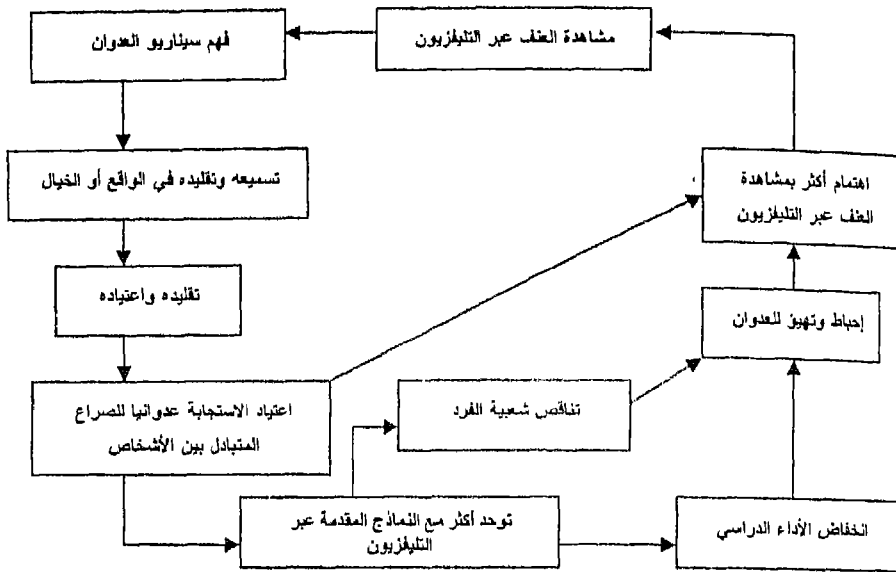 مشاهدة العنف عبر التليفزيون
فهم سيناريو العدوان
تسميعه وتقليده في الواقع أو الخيال
اهتمام أكثر بمشاهدة
العنف عبر التليفزيون
تقليده واعتياده
إحباط وتهيؤ للعدوان
اعتياد الاستجابة عدوانيا للصراع
المتبادل بين الأشخاص
تناقص شعبية الفرد
توحد أكثر مع النماذج المقدمة عبر
التليفزيون
انخفاض الأداء الدراسي